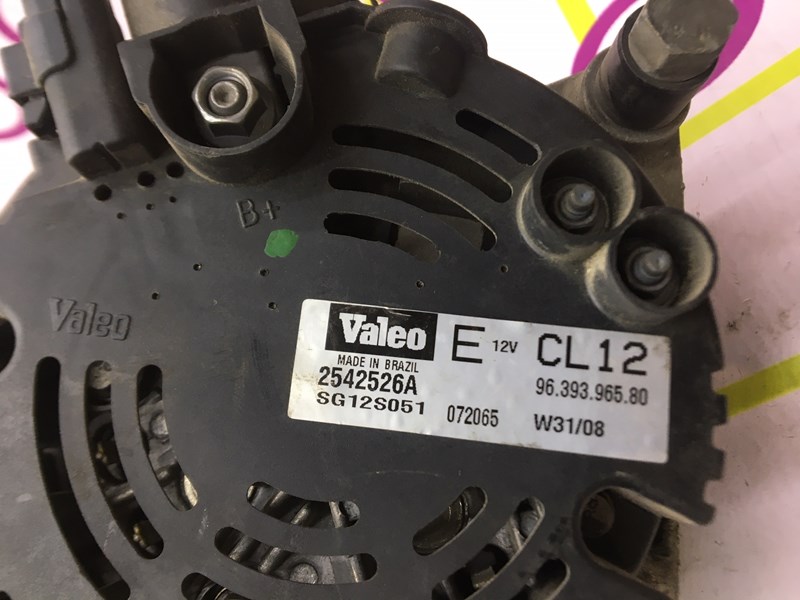 B+
Valeo
Valeo E 12V CL12
MADE IN BRAZIL
2542526A 96.393.965.80
SG12S051 072065 W31/08